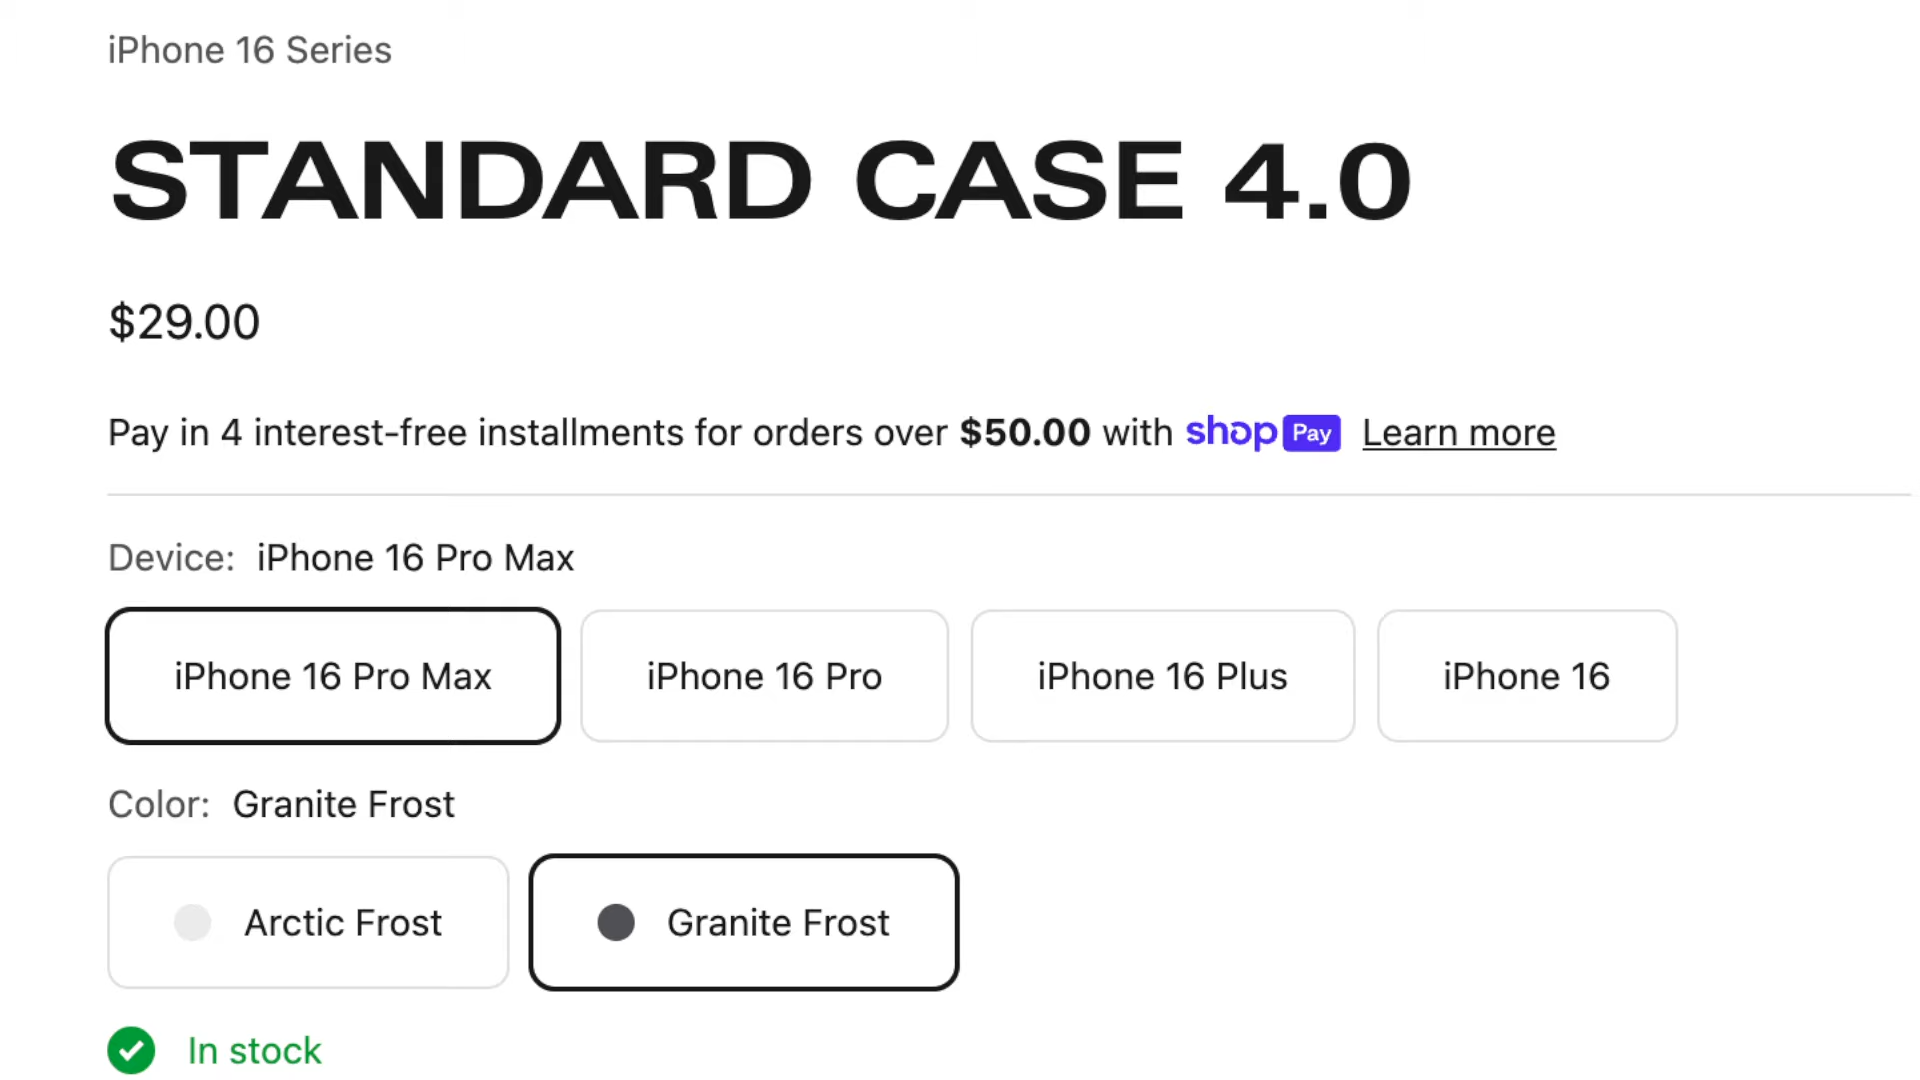 iPhone 16 Series
STANDARD CASE 4.0
$29.00
Pay in 4 interest-free installments for orders over $50.00 with shop Pay Learn more
Device: iPhone 16 Pro Max
iPhone 16 Pro Max iPhone 16 Pro iPhone 16 Plus iPhone 16
Color: Granite Frost
Arctic Frost Granite Frost
In stock